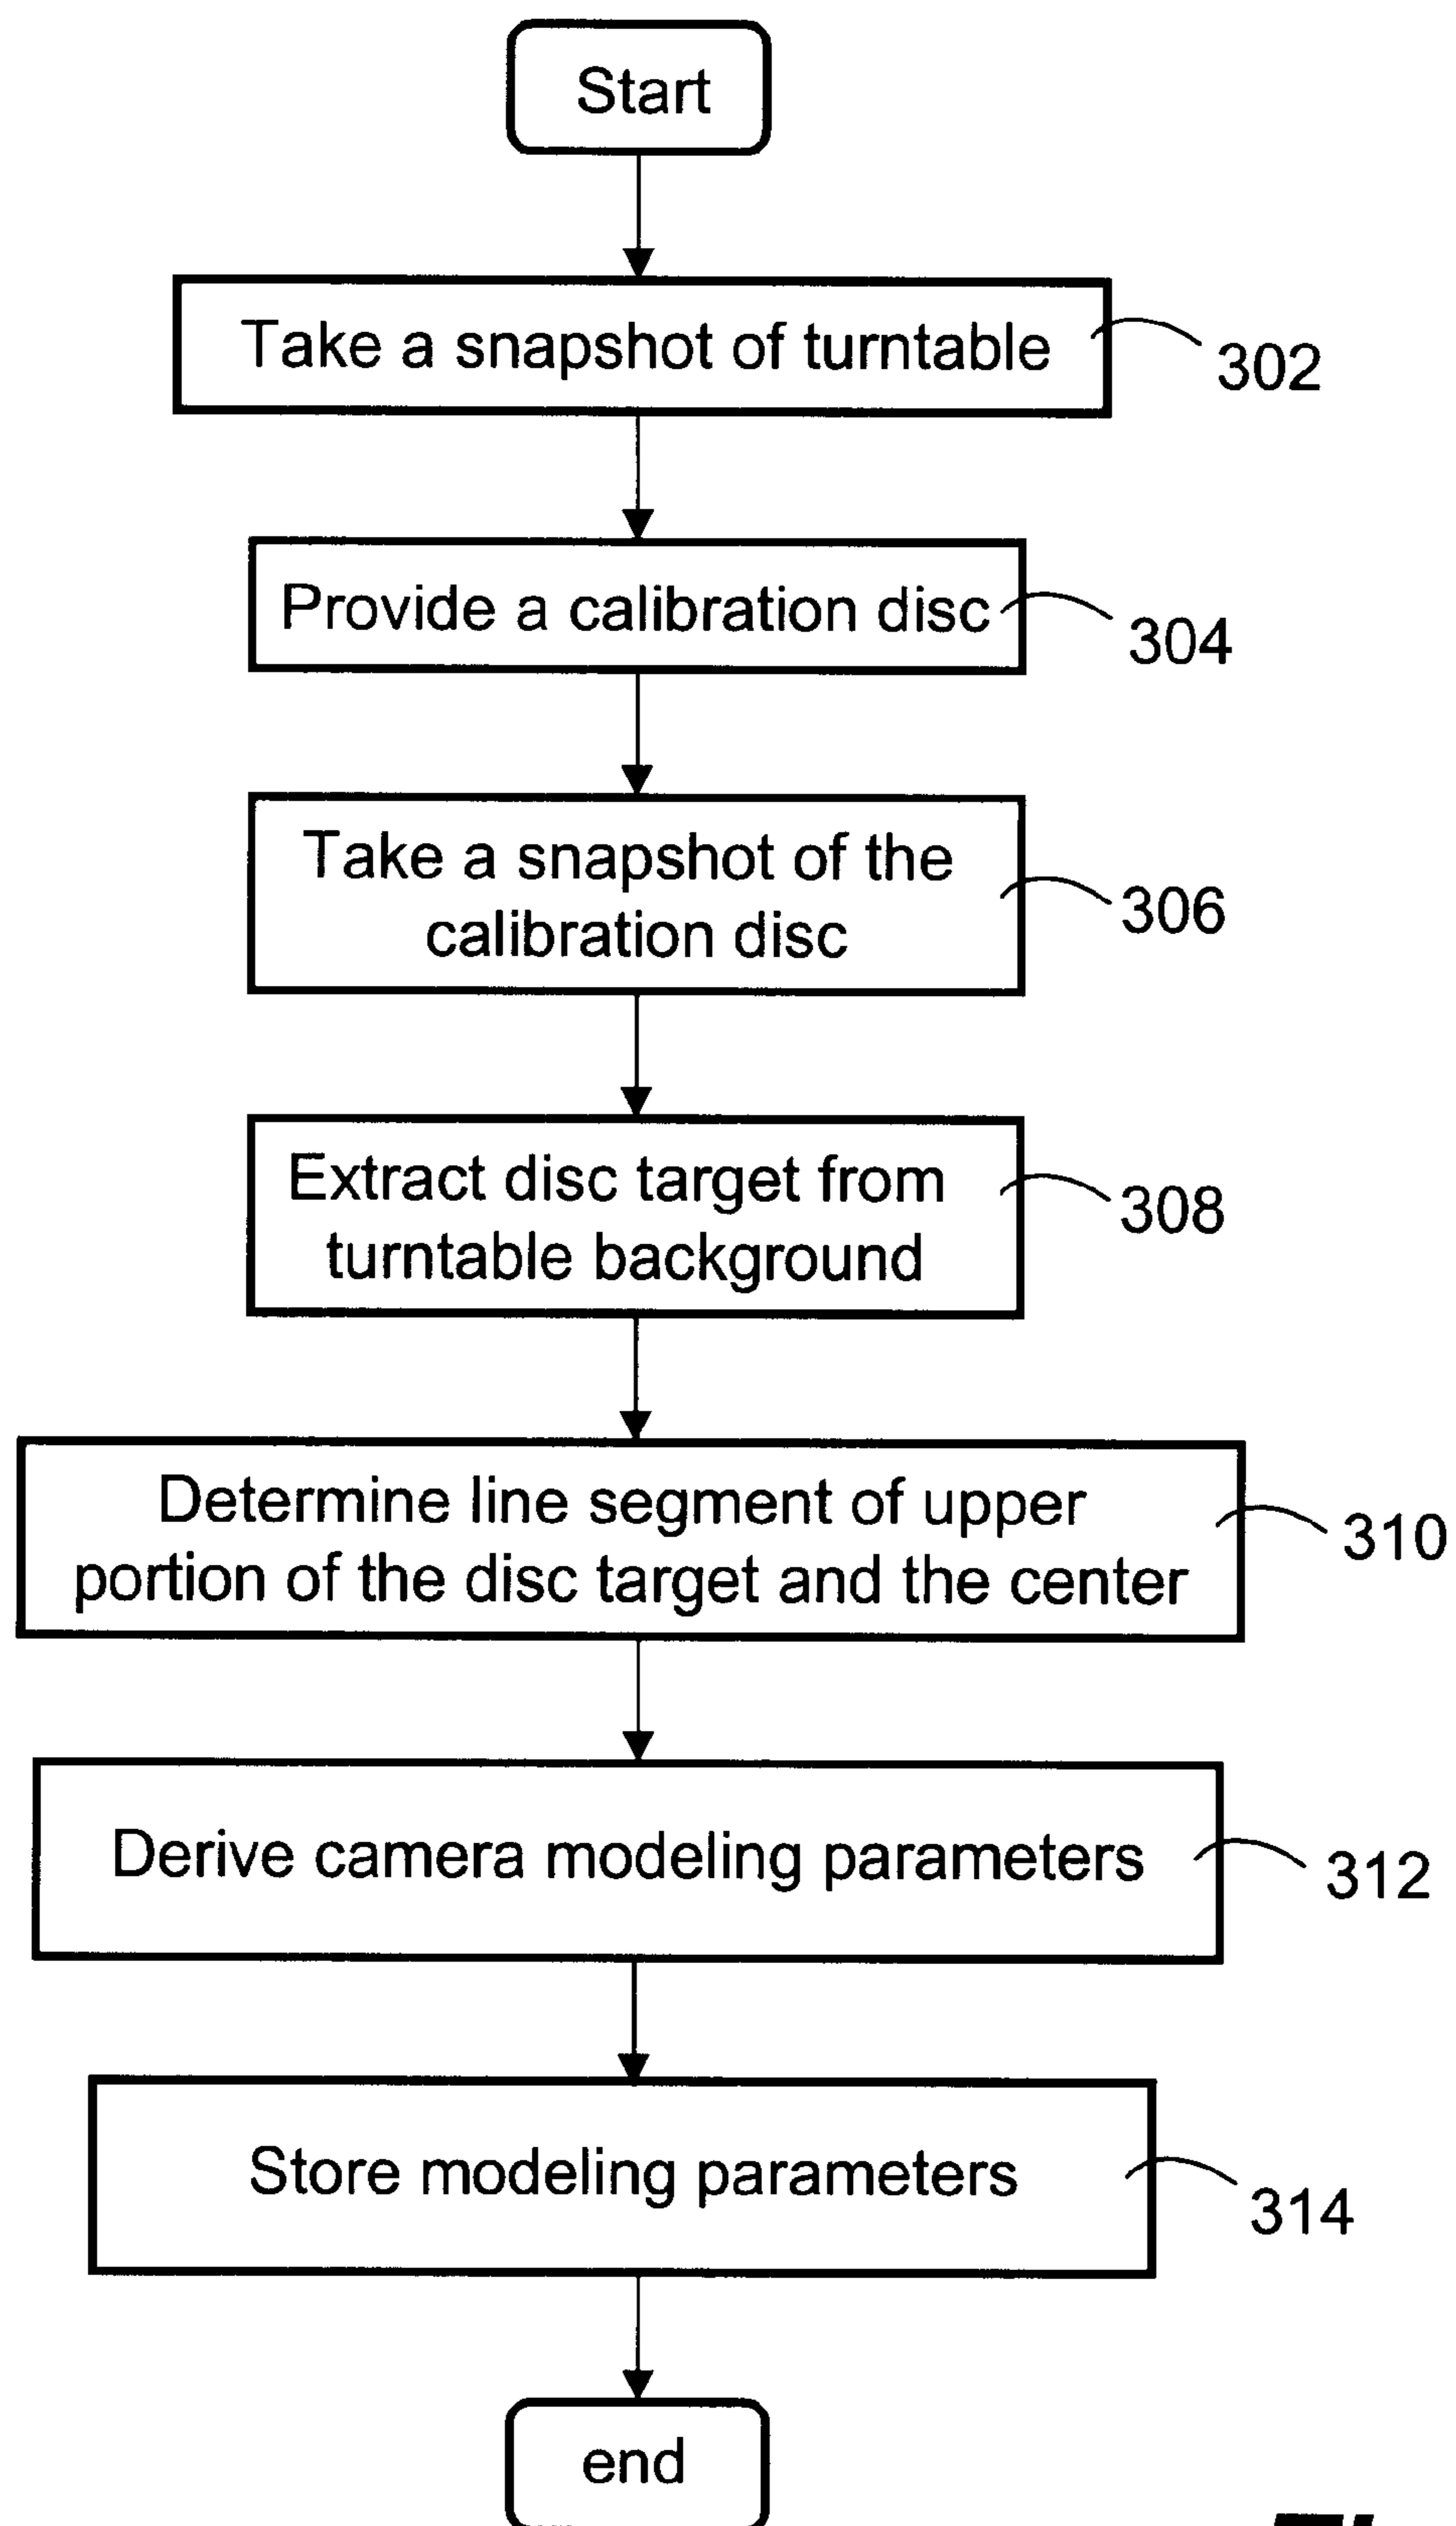 Start
Take a snapshot of turntable
302
Provide a calibration disc
304
Take a snapshot of the
calibration disc
306
Extract disc target from
turntable background
308
Determine line segment of upper
portion of the disc target and the center
310
Derive camera modeling parameters
312
Store modeling parameters
314
end